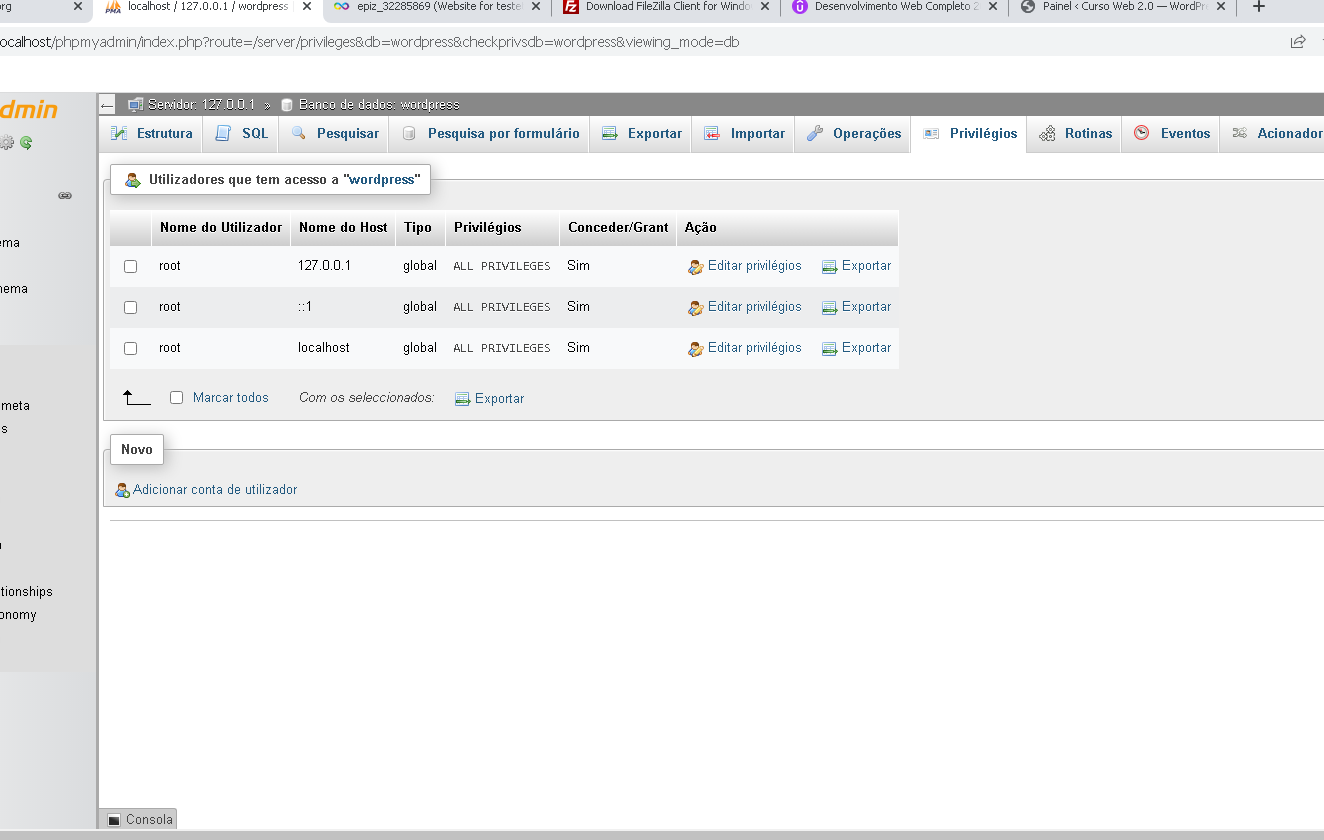 org
localhost / 127.0.0.1 / wordpress
epiz_32285869 (Website for teste
Download FileZilla Client for Windo
Desenvolvimento Web Completo 2
Painel ‹ Curso Web 2.0 — WordPr
ocalhost/phpmyadmin/index.php?route=/server/privileges&db=wordpress&checkprivsdb=wordpress&viewing_mode=db
dmin
Servidor: 127.0.0.1 » Banco de dados: wordpress
Estrutura SQL Pesquisar Pesquisa por formulário Exportar Importar Operações Privilégios Rotinas Eventos Acionador
Utilizadores que tem acesso a "wordpress"
Nome do Utilizador Nome do Host Tipo Privilégios Conceder/Grant Ação
root 127.0.0.1 global ALL PRIVILEGES Sim Editar privilégios Exportar
root ::1 global ALL PRIVILEGES Sim Editar privilégios Exportar
root localhost global ALL PRIVILEGES Sim Editar privilégios Exportar
Marcar todos Com os seleccionados: Exportar
Novo
Adicionar conta de utilizador
ema
nema
meta
s
tionships
onomy
Consola